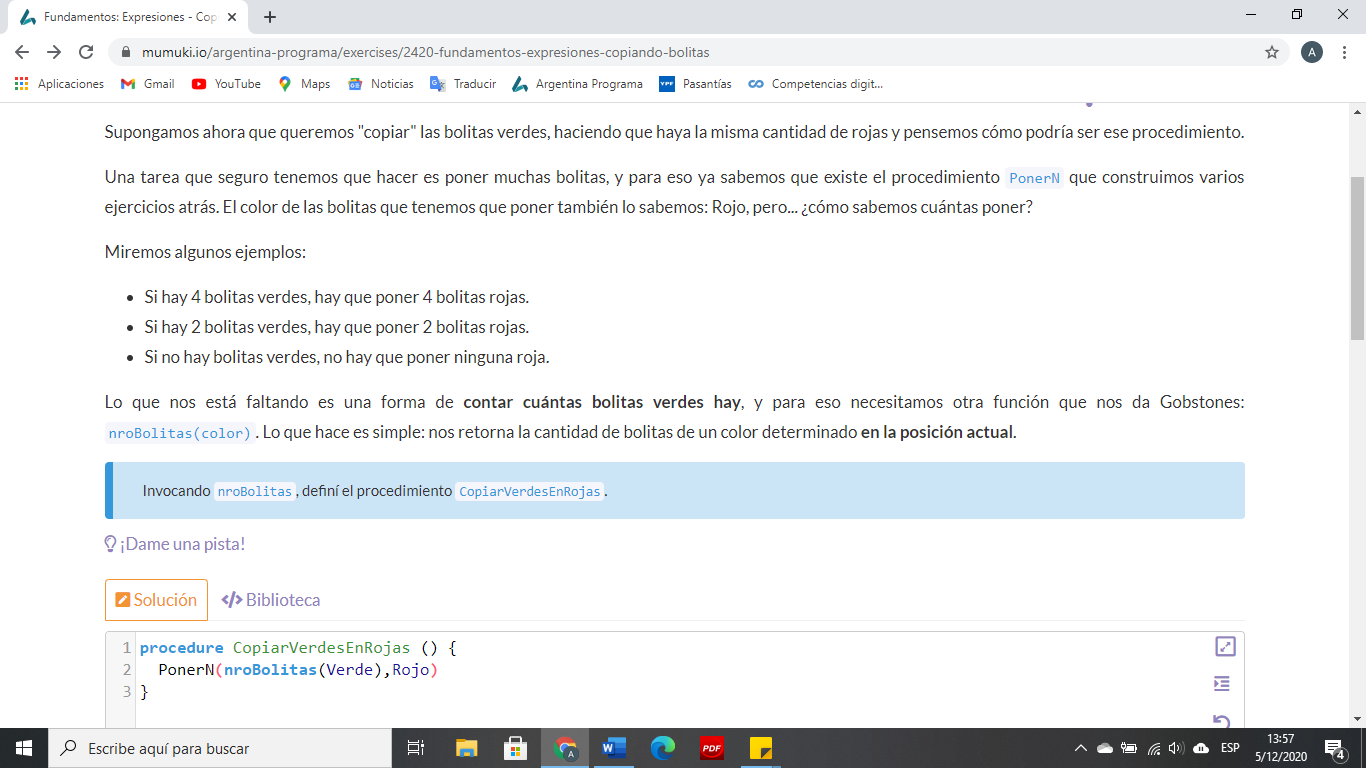 Fundamentos: Expresiones - Cop
mumuki.io/argentina-programa/exercises/2420-fundamentos-expresiones-copiando-bolitas
A
Aplicaciones Gmail YouTube Maps Noticias Traducir Argentina Programa YPF Pasantías Competencias digit...
Supongamos ahora que queremos "copiar" las bolitas verdes, haciendo que haya la misma cantidad de rojas y pensemos cómo podría ser ese procedimiento.
Una tarea que seguro tenemos que hacer es poner muchas bolitas, y para eso ya sabemos que existe el procedimiento PonerN que construimos varios
ejercicios atrás. El color de las bolitas que tenemos que poner también lo sabemos: Rojo, pero... ¿cómo sabemos cuántas poner?
Miremos algunos ejemplos:
• Si hay 4 bolitas verdes, hay que poner 4 bolitas rojas.
• Si hay 2 bolitas verdes, hay que poner 2 bolitas rojas.
• Si no hay bolitas verdes, no hay que poner ninguna roja.
Lo que nos está faltando es una forma de contar cuántas bolitas verdes hay, y para eso necesitamos otra función que nos da Gobstones:
nroBolitas(color). Lo que hace es simple: nos retorna la cantidad de bolitas de un color determinado en la posición actual.
Invocando nroBolitas, definí el procedimiento CopiarVerdesEnRojas.
¡Dame una pista!
Solución </> Biblioteca
1 procedure CopiarVerdesEnRojas () {
2 PonerN(nroBolitas(Verde),Rojo)
3 }
Escribe aquí para buscar
A
W
PDF
ESP
13:57
5/12/2020
4